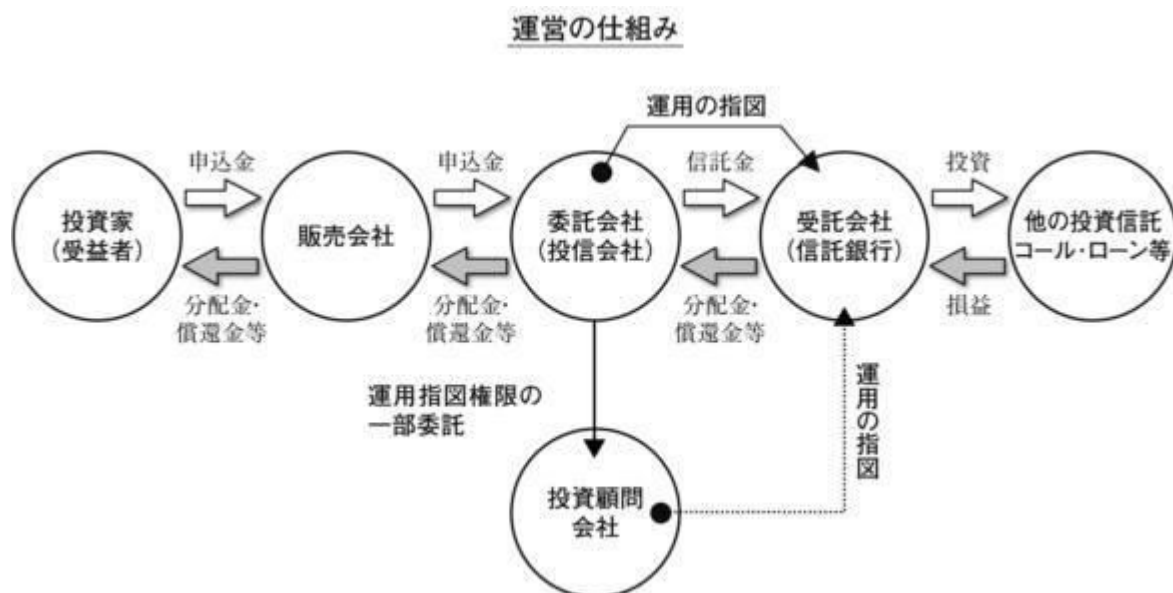 運営の仕組み
運用の指図
申込金
申込金
信託金
投資
投資家
(受益者)
販売会社
委託会社
(投信会社)
受託会社
(信託銀行)
他の投資信託
コール・ローン等
分配金・
償還金等
分配金・
償還金等
分配金・
償還金等
損益
運用指図権限の
一部委託
運用の指図
投資顧問
会社